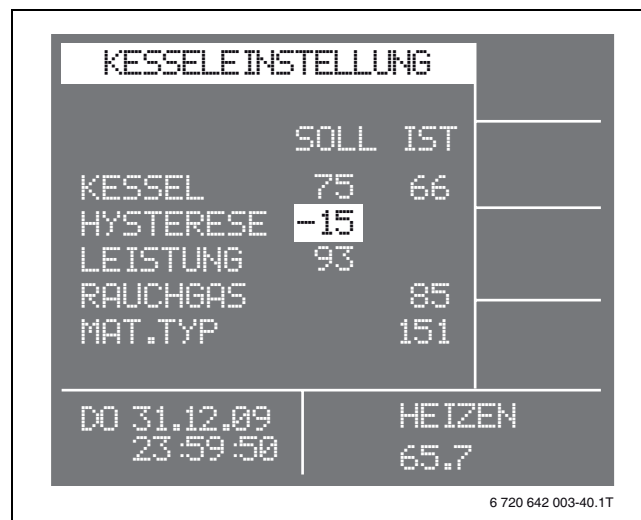 KESSELEINSTELLUNG
SOLL IST
KESSEL 75 66
HYSTERESE -15
LEISTUNG 93
RAUCHGAS 85
MAT.TYP 151
DO 31.12.09 HEIZEN
23:59:50 65.7
6 720 642 003-40.1T